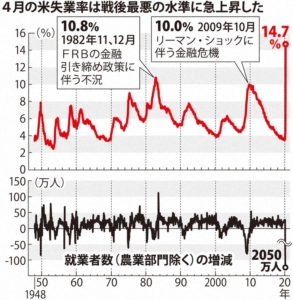 4月の米失業率は戦後最悪の水準に急上昇した
(%)
16
14
12
10
8
6
4
2
0
10.8%
1982年11、12月
FRBの金融
引き締め政策に
伴う不況
10.0% 2009年10月
リーマン・ショックに
伴う金融危機
14.7
%
(万人)
100
50
0
-50
-100
就業者数(農業部門除く)の増減
2050
万人
1948
50
60
70
80
90
2000
10
20
年